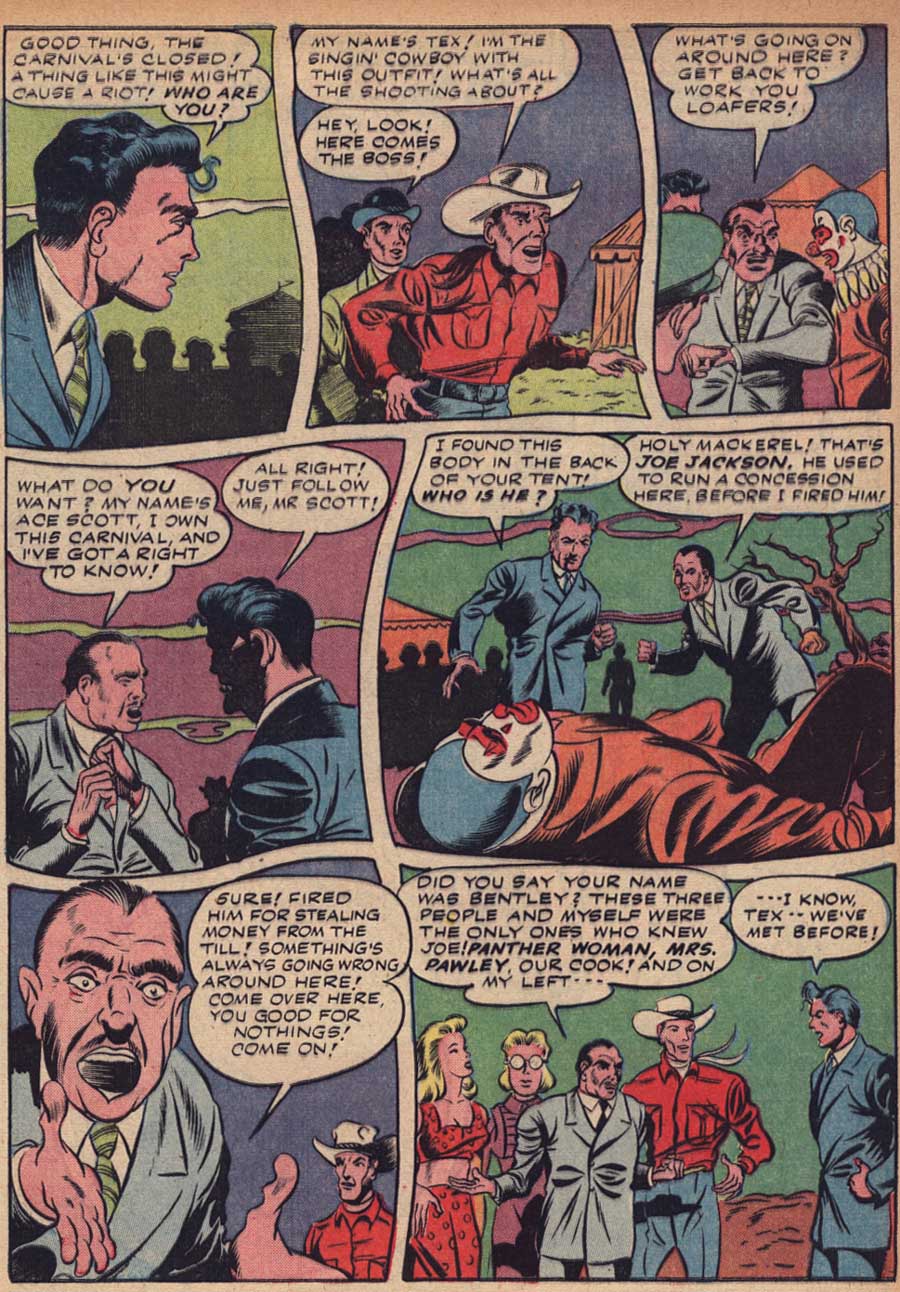 GOOD THING, THE
CARNIVAL'S CLOSED!
A THING LIKE THIS MIGHT
CAUSE A RIOT! WHO ARE
YOU?
MY NAME'S TEX! I'M THE
SINGIN' COWBOY WITH
THIS OUTFIT! WHAT'S ALL
THE SHOOTING ABOUT?
HEY, LOOK!
HERE COMES
THE BOSS!
WHAT'S GOING ON
AROUND HERE?
GET BACK TO
WORK YOU
LOAFERS!
WHAT DO YOU
WANT? MY NAME'S
ACE SCOTT, I OWN
THIS CARNIVAL, AND
I'VE GOT A RIGHT
TO KNOW!
ALL RIGHT!
JUST FOLLOW
ME, MR SCOTT!
I FOUND THIS
BODY IN THE BACK
OF YOUR TENT!
WHO IS HE?
HOLY MACKEREL! THAT'S
JOE JACKSON. HE USED
TO RUN A CONCESSION
HERE, BEFORE I FIRED HIM!
SURE! FIRED
HIM FOR STEALING
MONEY FROM THE
TILL! SOMETHING'S
ALWAYS GOING WRONG
AROUND HERE!
COME OVER HERE,
YOU GOOD FOR
NOTHINGS!
COME ON!
DID YOU SAY YOUR NAME
WAS BENTLEY? THESE THREE
PEOPLE AND MYSELF WERE
THE ONLY ONES WHO KNEW
JOE! PANTHER WOMAN, MRS.
PAWLEY, OUR COOK! AND ON
MY LEFT---
---I KNOW,
TEX-- WE'VE
MET BEFORE!